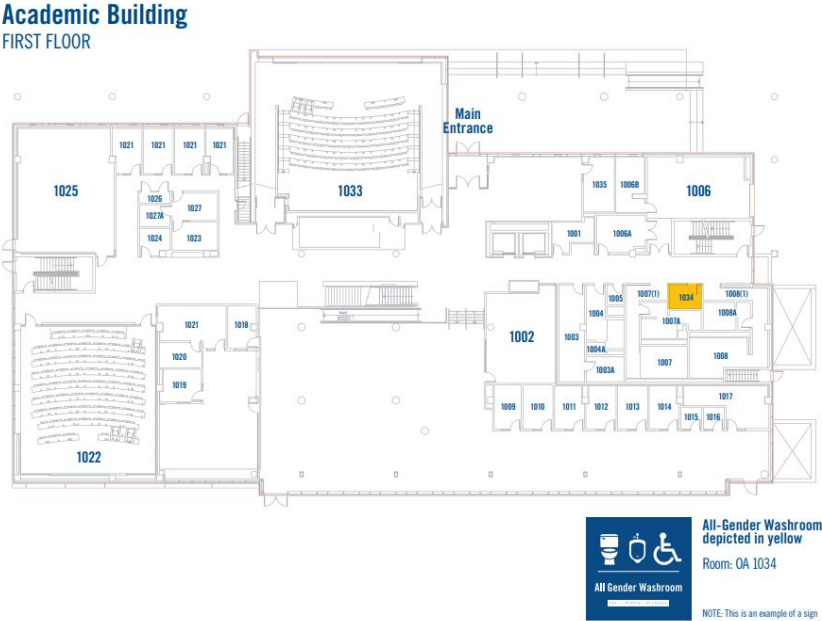 Academic Building
FIRST FLOOR
Main
Entrance
1021
1021
1021
1021
1025
1033
1035
1006B
1006
1026
1027
1027A
1024
1023
1001
1006A
1005
1007(1)
1034
1008(1)
1004
1007A
1008A
1021
1018
1002
1003
1004A
1020
1003A
1007
1008
1019
1009
1010
1011
1012
1013
1014
1017
1015
1016
1022
All-Gender Washroom
depicted in yellow
Room: OA 1034
All Gender Washroom
NOTE: This is an example of a sign